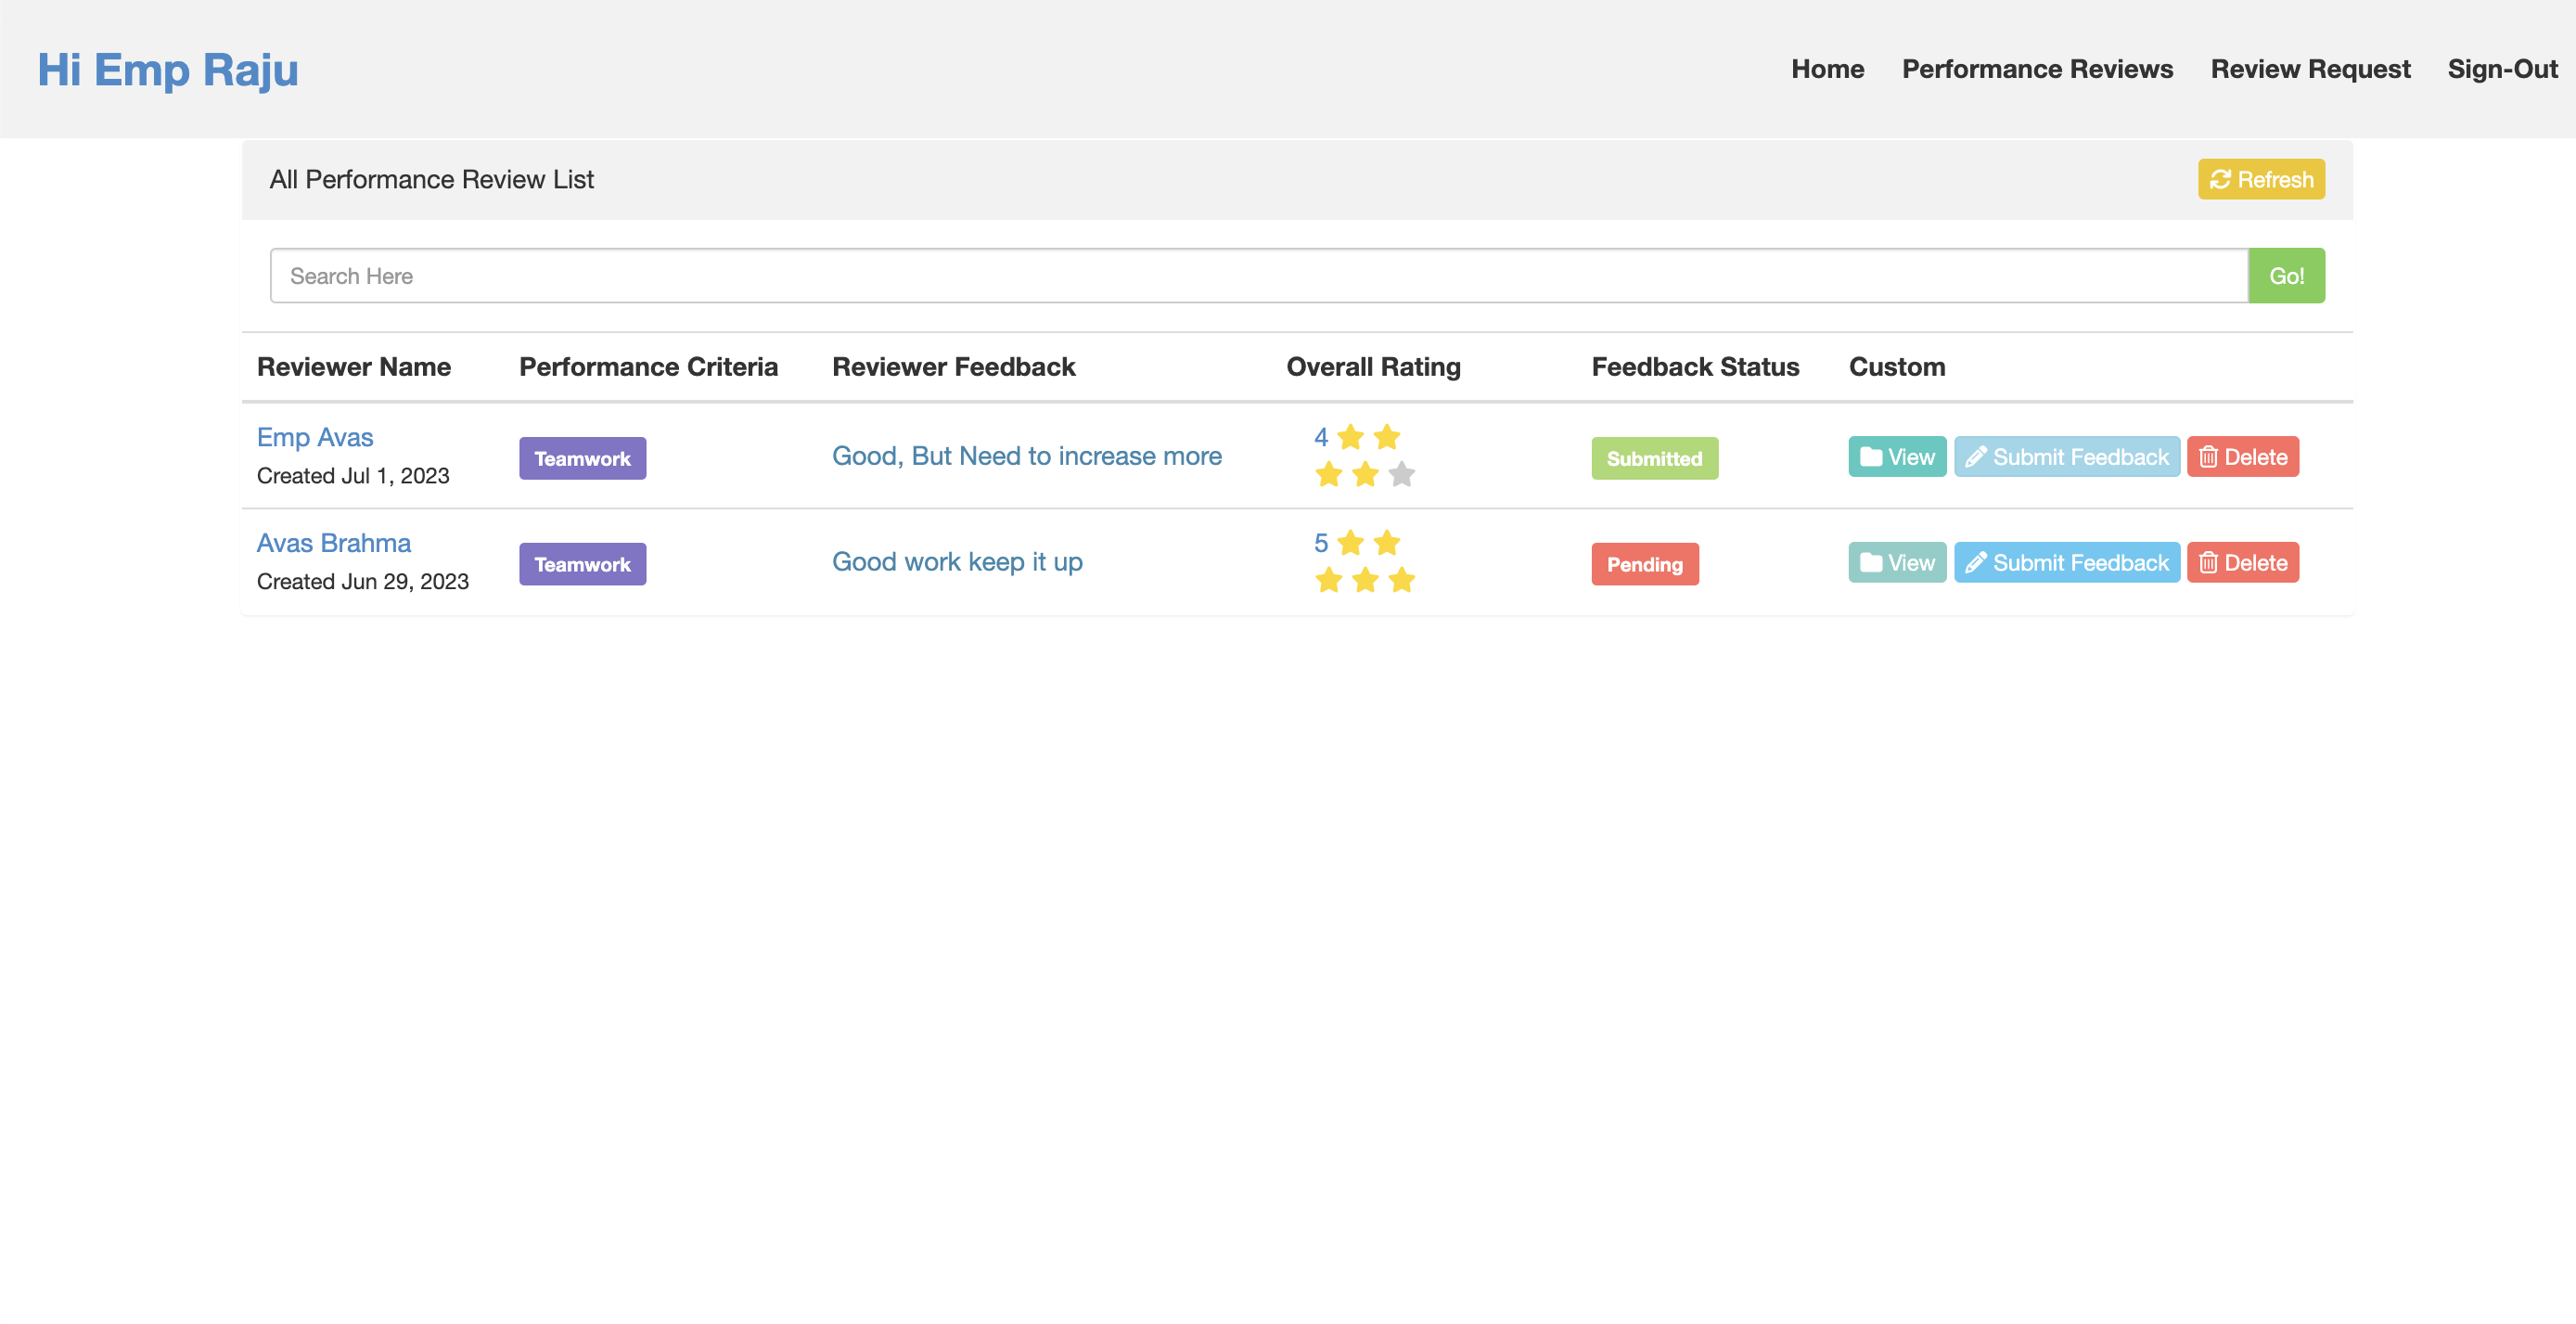 Hi Emp Raju
Home Performance Reviews Review Request Sign-Out
All Performance Review List
Refresh
Search Here
Go!
Reviewer Name Performance Criteria Reviewer Feedback Overall Rating Feedback Status Custom
Emp Avas
Created Jul 1, 2023
Teamwork
Good, But Need to increase more
4
Submitted
View Submit Feedback Delete
Avas Brahma
Created Jun 29, 2023
Teamwork
Good work keep it up
5
Pending
View Submit Feedback Delete